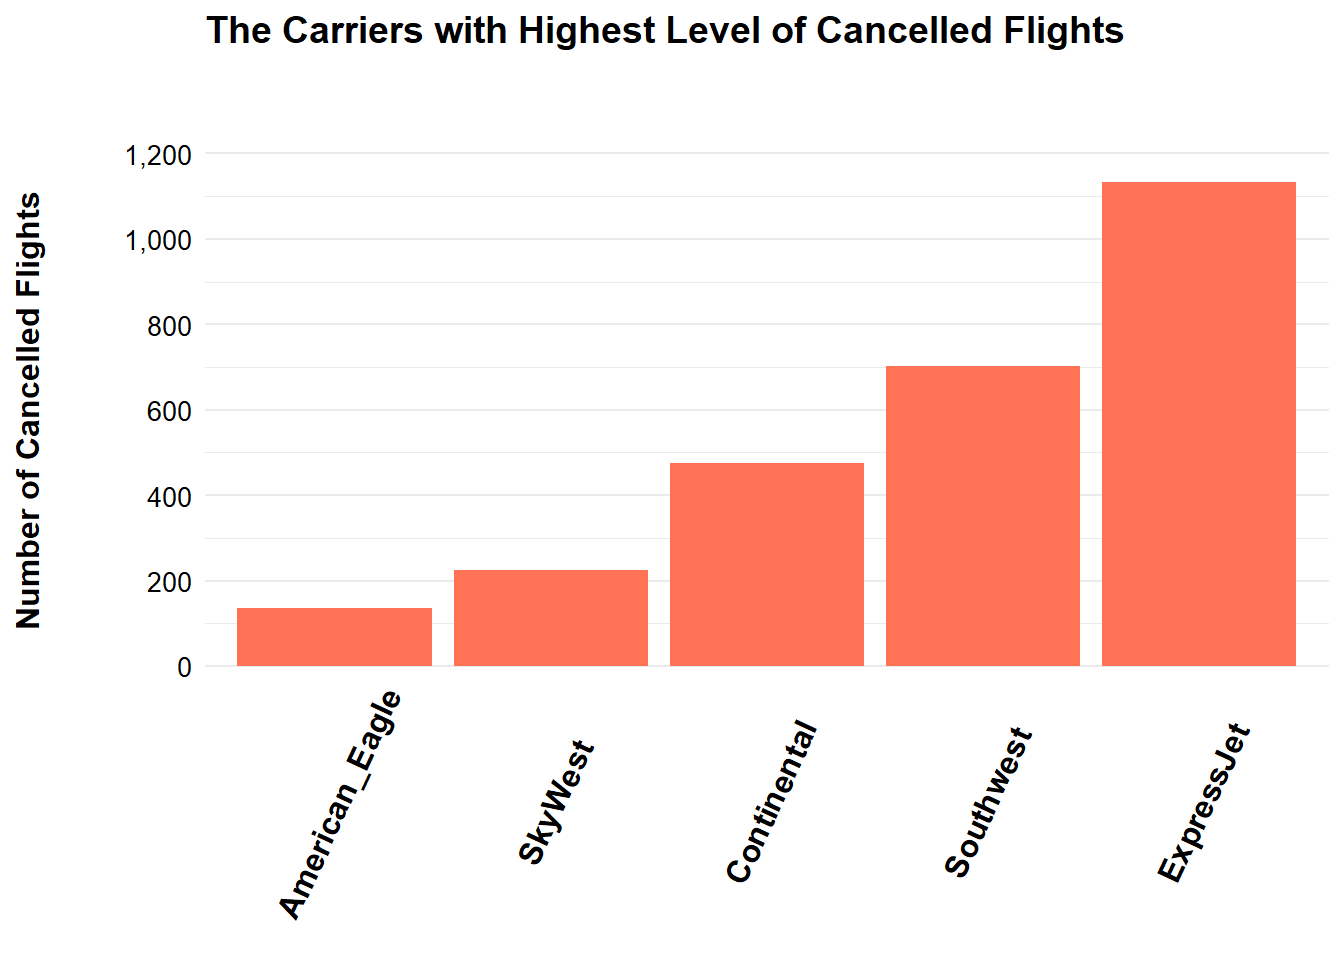 The Carriers with Highest Level of Cancelled Flights
Number of Cancelled Flights
1,200
1,000
800
600
400
200
0
American_Eagle
SkyWest
Continental
Southwest
ExpressJet